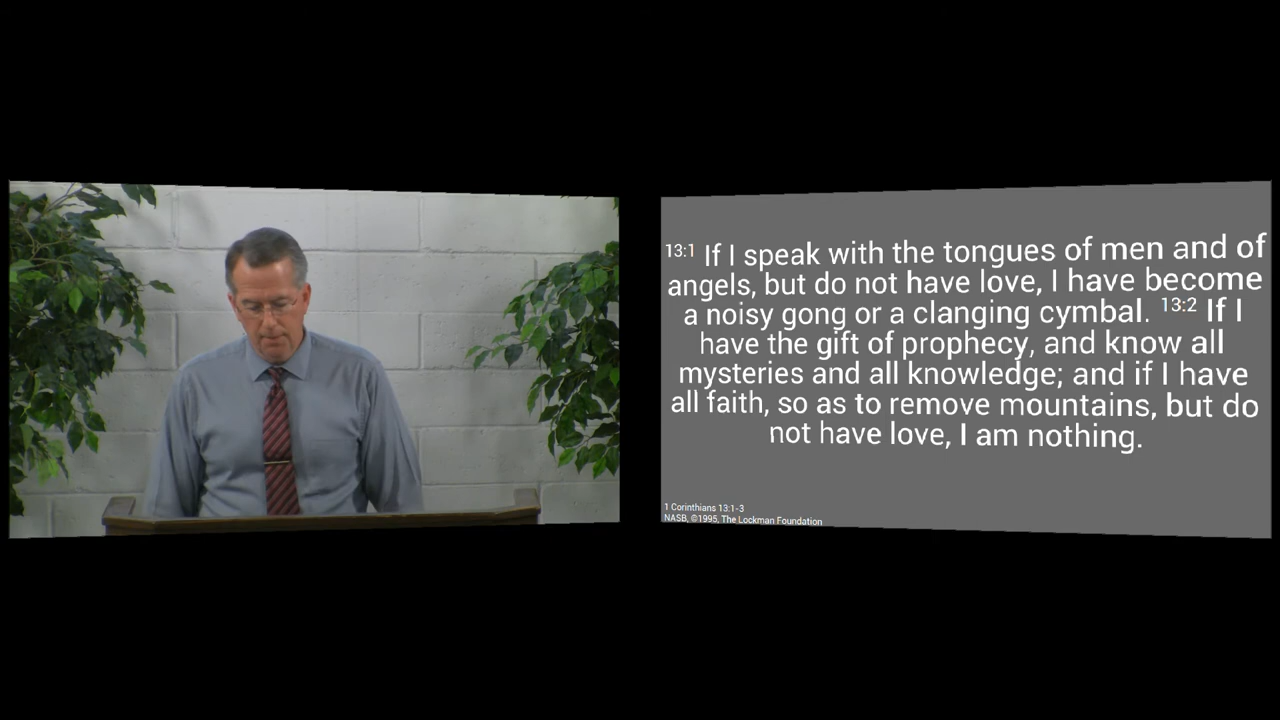 13:1 If I speak with the tongues of men and of
angels, but do not have love, I have become
a noisy gong or a clanging cymbal. 13:2 If I
have the gift of prophecy, and know all
mysteries and all knowledge; and if I have
all faith, so as to remove mountains, but do
not have love, I am nothing.
1 Corinthians 13:1-3
NASB, ©1995, The Lockman Foundation